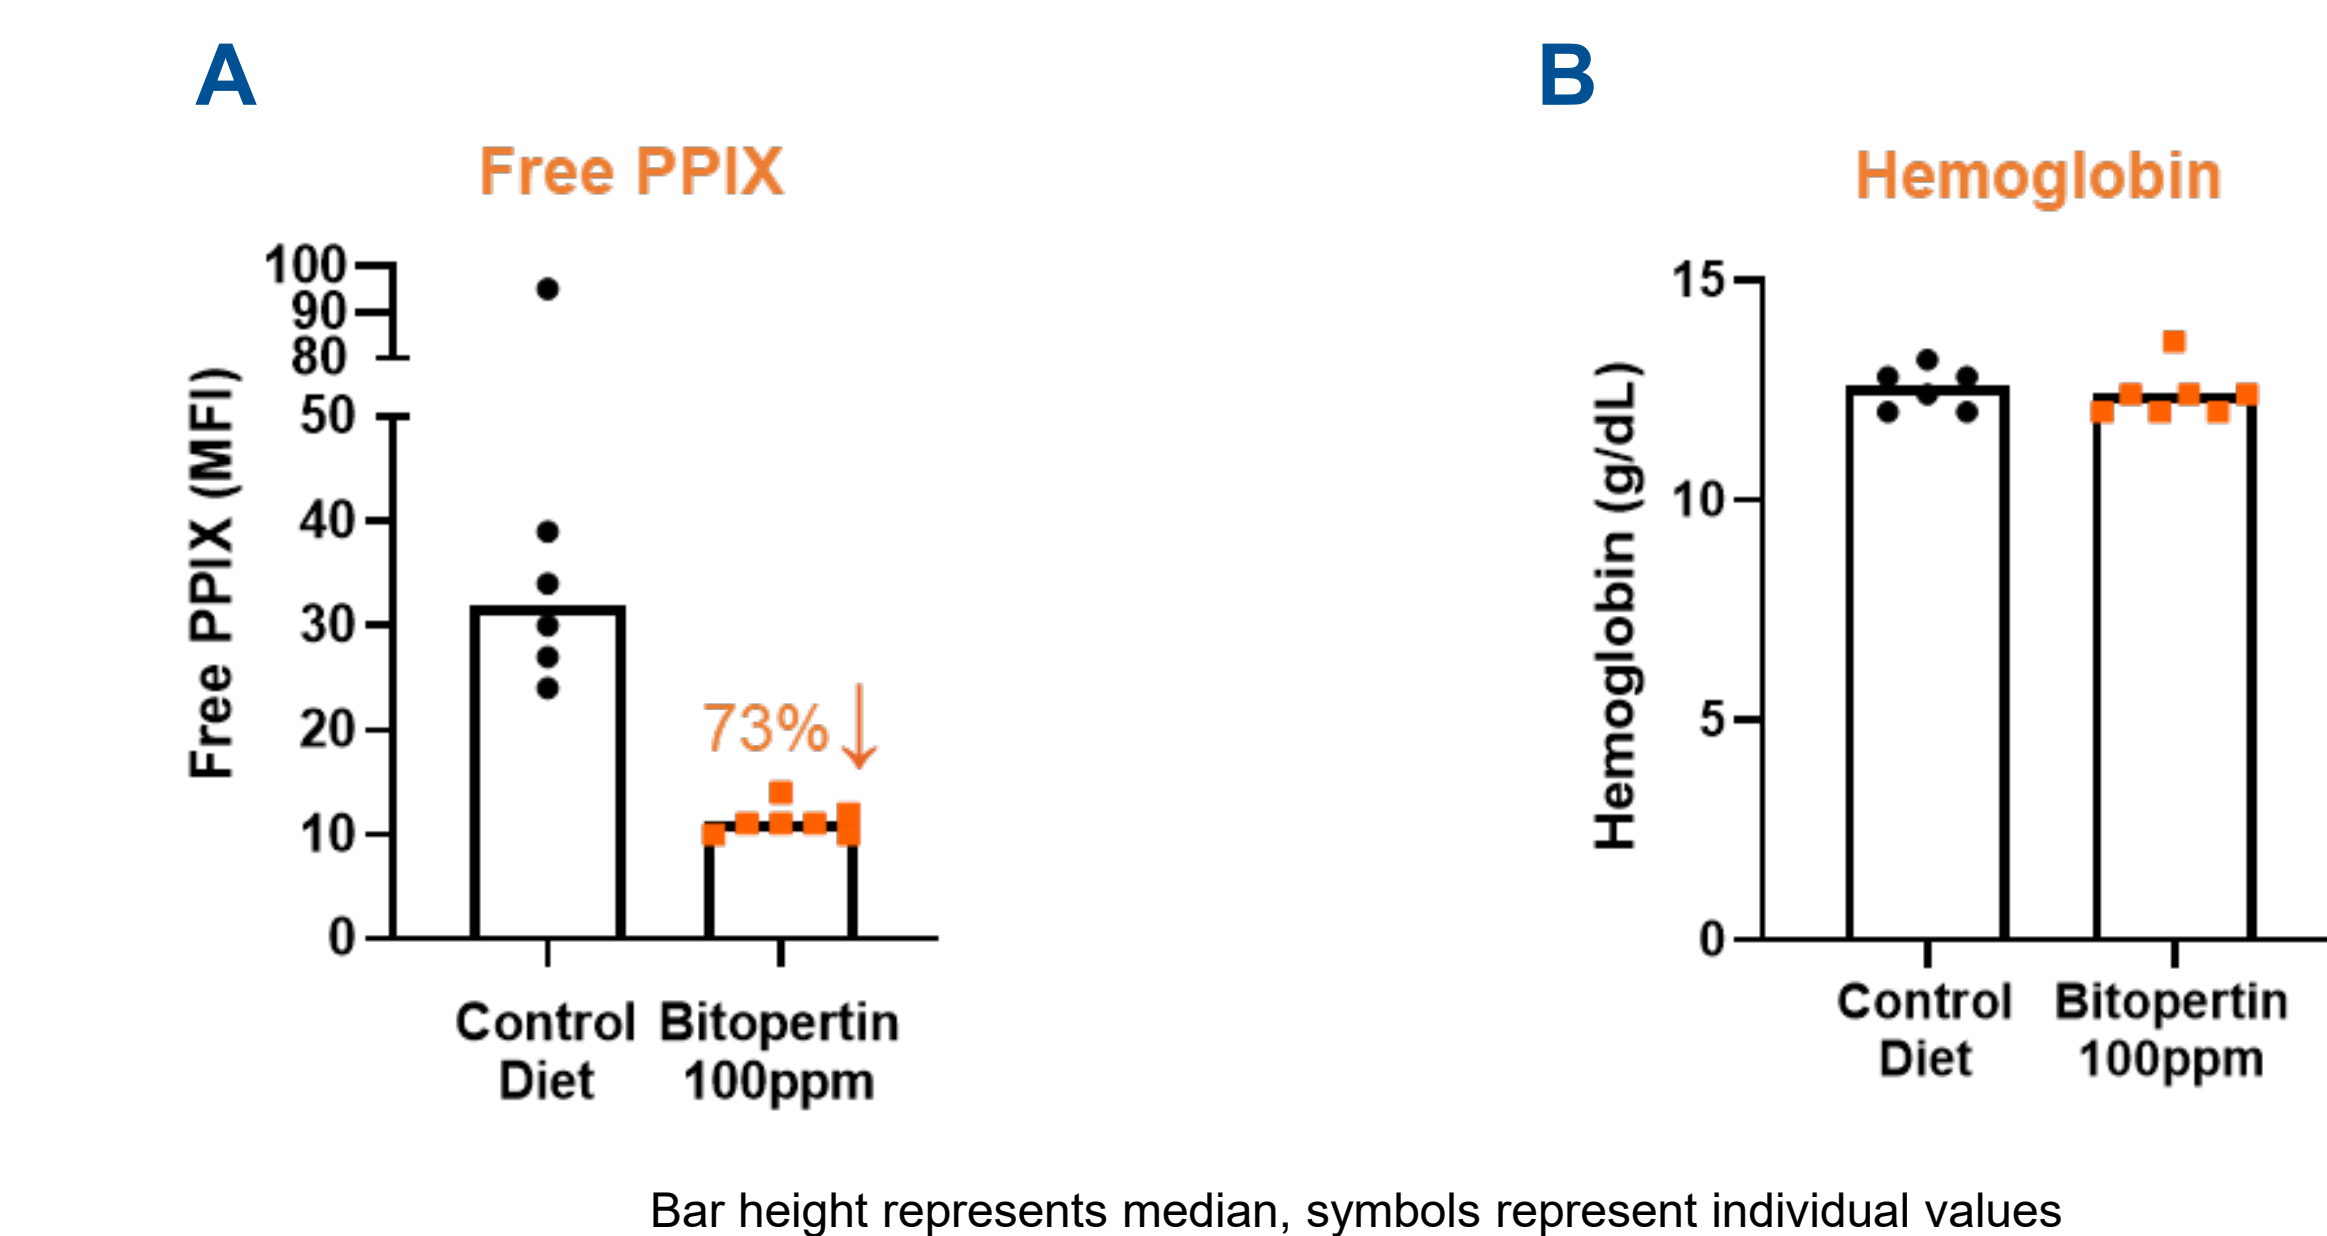 A
Free PPIX
Free PPIX (MFI)
100
90
80
50
40
30
20
10
0
73%↓
Control Diet
Bitopertin 100ppm
B
Hemoglobin
Hemoglobin (g/dL)
15
10
5
0
Control Diet
Bitopertin 100ppm
Bar height represents median, symbols represent individual values